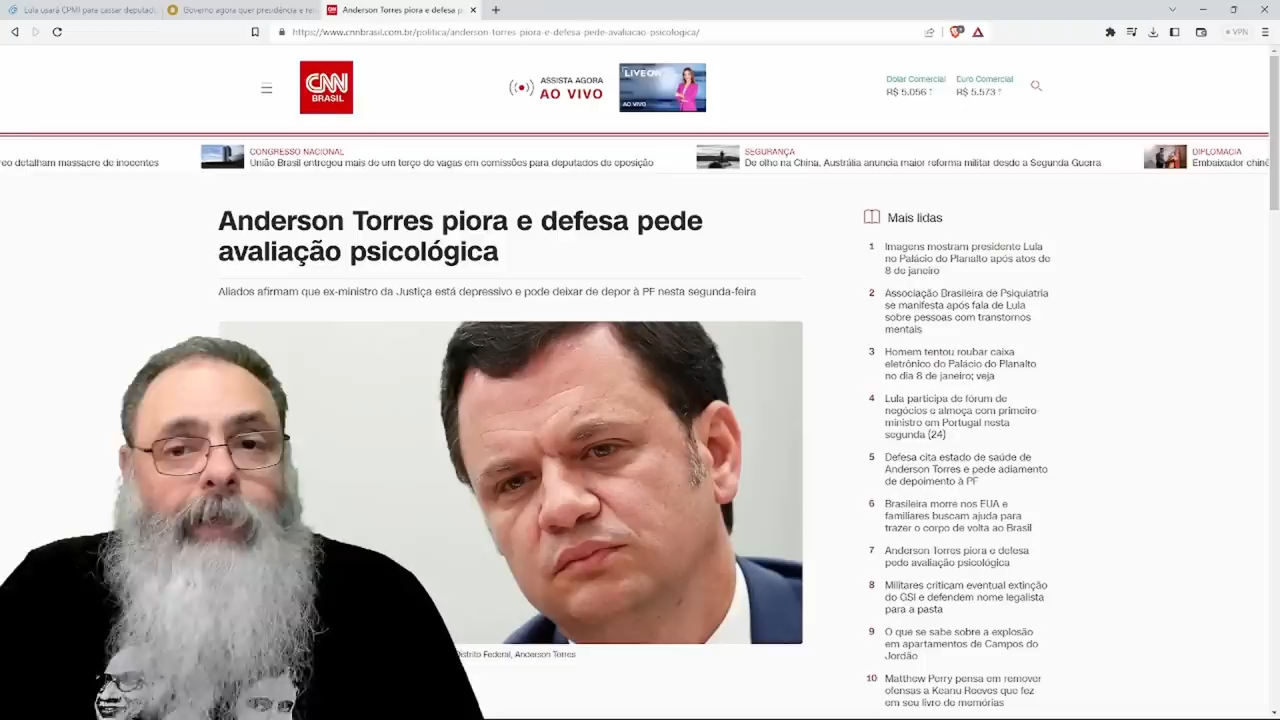 Lula usará CPMI para cassar deputad
Governo agora quer presidência e re
Anderson Torres piora e defesa p
https://www.cnnbrasil.com.br/politica/anderson-torres-piora-e-defesa-pede-avaliacao-psicologica/
VPN
CNN
BRASIL
ASSISTA AGORA
AO VIVO
LIVE ON
AO VIVO
Dólar Comercial
R$ 5,056 ↑
Euro Comercial
R$ 5,573 ↑
eo detalham massacre de inocentes
CONGRESSO NACIONAL
União Brasil entregou mais de um terço de vagas em comissões para deputados de oposição
SEGURANÇA
De olho na China, Austrália anuncia maior reforma militar desde a Segunda Guerra
DIPLOMACIA
Embaixador chinê
Anderson Torres piora e defesa pede
avaliação psicológica
Aliados afirmam que ex-ministro da Justiça está depressivo e pode deixar de depor à PF nesta segunda-feira
Distrito Federal, Anderson Torres
Mais lidas
1 Imagens mostram presidente Lula
no Palácio do Planalto após atos de
8 de janeiro
2 Associação Brasileira de Psiquiatria
se manifesta após fala de Lula
sobre pessoas com transtornos
mentais
3 Homem tentou roubar caixa
eletrônico do Palácio do Planalto
no dia 8 de janeiro; veja
4 Lula participa de fórum de
negócios e almoça com primeiro-
ministro em Portugal nesta
segunda (24)
5 Defesa cita estado de saúde de
Anderson Torres e pede adiamento
de depoimento à PF
6 Brasileira morre nos EUA e
familiares buscam ajuda para
trazer o corpo de volta ao Brasil
7 Anderson Torres piora e defesa
pede avaliação psicológica
8 Militares criticam eventual extinção
do GSI e defendem nome legalista
para a pasta
9 O que se sabe sobre a explosão
em apartamentos de Campos do
Jordão
10 Matthew Perry pensa em remover
ofensas a Keanu Reeves que fez
em seu livro de memórias